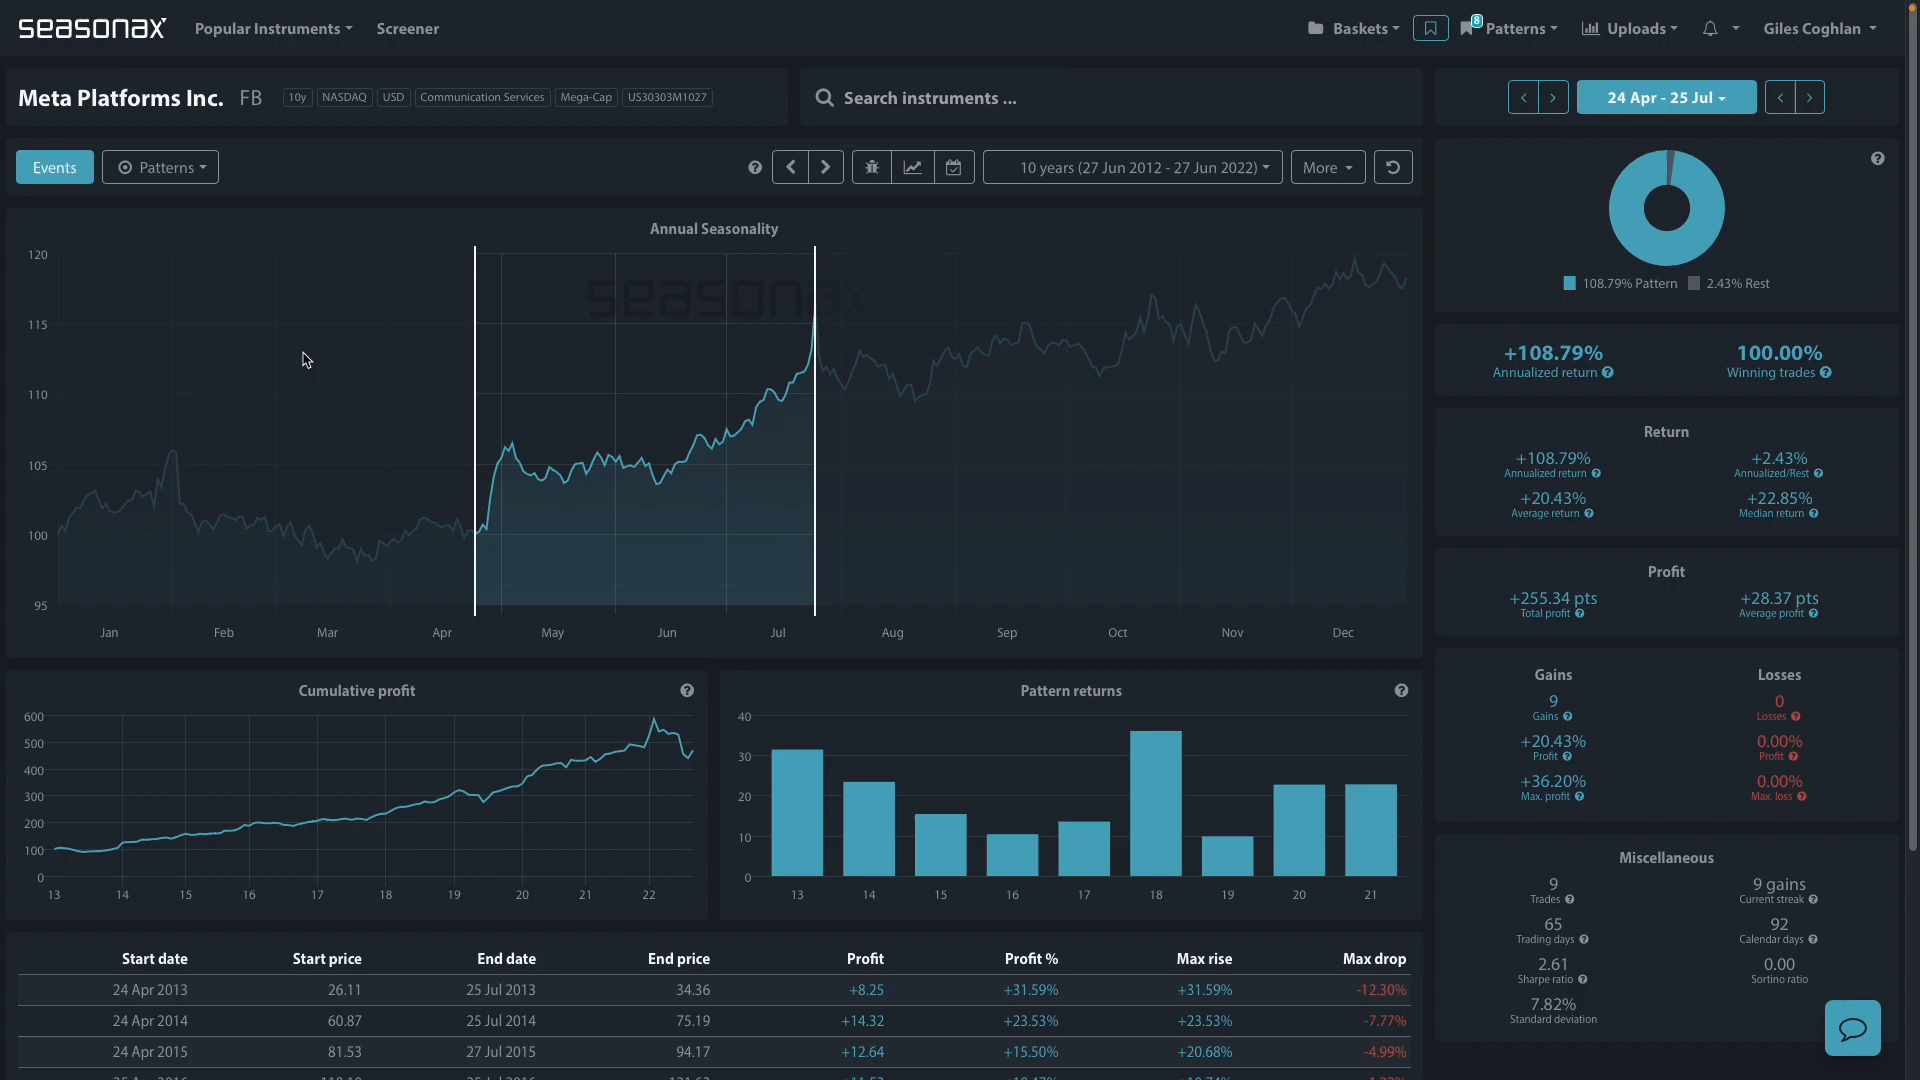 seasonax Popular Instruments Screener Baskets 8 Patterns Uploads Giles Coghlan
Meta Platforms Inc. FB 10y NASDAQ USD Communication Services Mega-Cap US30303M1027 Search instruments ... 24 Apr - 25 Jul
Events Patterns 10 years (27 Jun 2012 - 27 Jun 2022) More
Annual Seasonality
seasonax
120
115
110
105
100
95
Jan Feb Mar Apr May Jun Jul Aug Sep Oct Nov Dec
108.79% Pattern 2.43% Rest
+108.79% 100.00%
Annualized return Winning trades
Return
+108.79% +2.43%
Annualized return Annualized/Rest
+20.43% +22.85%
Average return Median return
Profit
+255.34 pts +28.37 pts
Total profit Average profit
Gains Losses
9 0
Gains Losses
+20.43% 0.00%
Profit Profit
+36.20% 0.00%
Max. profit Max. loss
Miscellaneous
9 9 gains
Trades Current streak
65 92
Trading days Calendar days
2.61 0.00
Sharpe ratio Sortino ratio
7.82%
Standard deviation
Cumulative profit
600
500
400
300
200
100
0
13 14 15 16 17 18 19 20 21 22
Pattern returns
40
30
20
10
0
13 14 15 16 17 18 19 20 21
Start date Start price End date End price Profit Profit % Max rise Max drop
24 Apr 2013 26.11 25 Jul 2013 34.36 +8.25 +31.59% +31.59% -12.30%
24 Apr 2014 60.87 25 Jul 2014 75.19 +14.32 +23.53% +23.53% -7.77%
24 Apr 2015 81.53 27 Jul 2015 94.17 +12.64 +15.50% +20.68% -4.99%